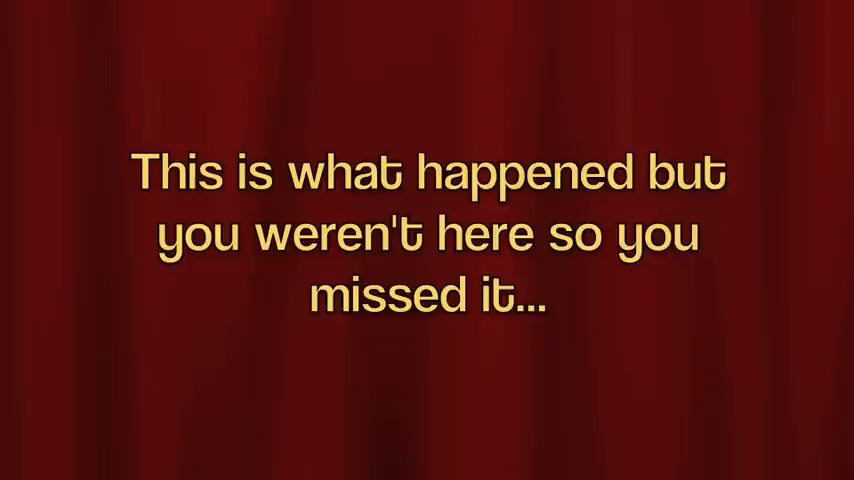 This is what happened but
you weren't here so you
missed it...